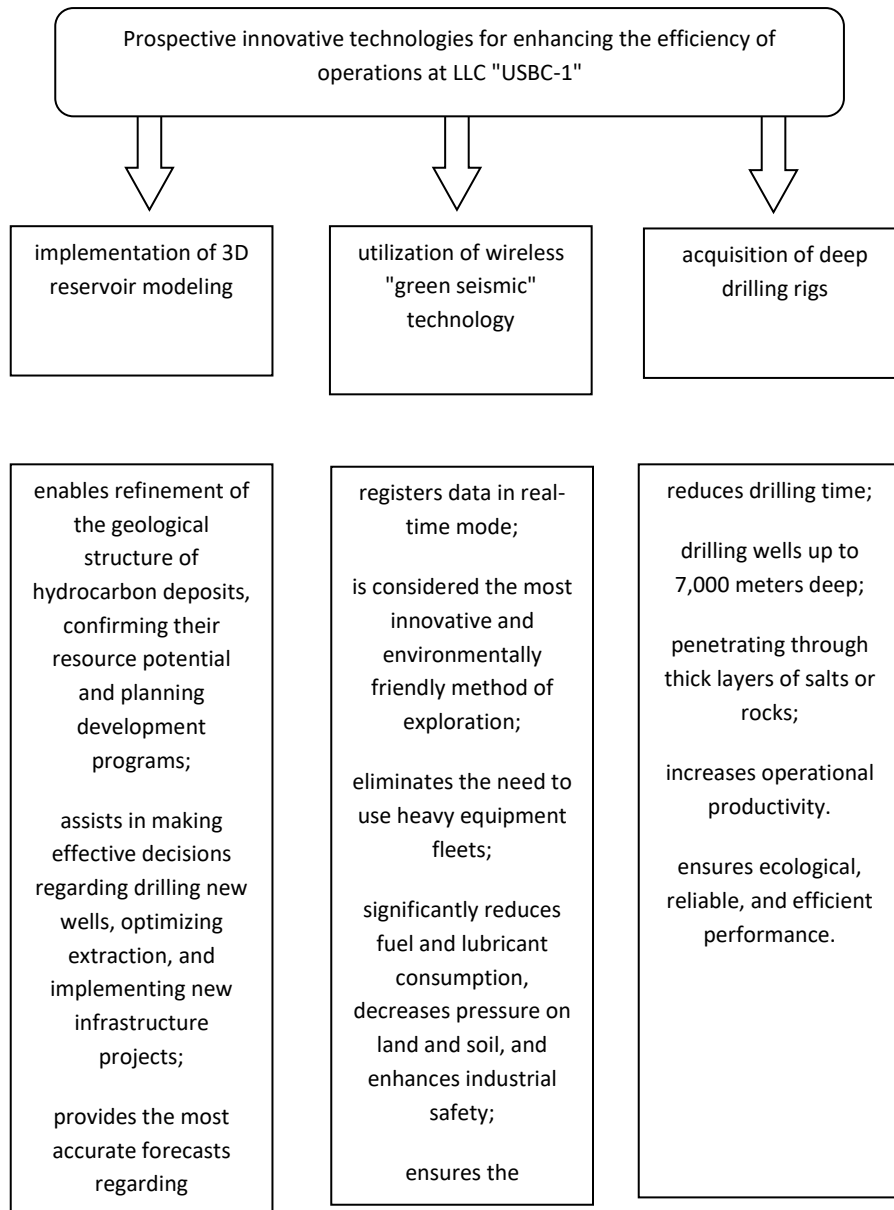 Prospective innovative technologies for enhancing the efficiency of
operations at LLC "USBC-1"
implementation of 3D
reservoir modeling
utilization of wireless
"green seismic"
technology
acquisition of deep
drilling rigs
enables refinement of
the geological
structure of
hydrocarbon deposits,
confirming their
resource potential
and planning
development
programs;
assists in making
effective decisions
regarding drilling new
wells, optimizing
extraction, and
implementing new
infrastructure
projects;
provides the most
accurate forecasts
regarding
registers data in real-
time mode;
is considered the most
innovative and
environmentally
friendly method of
exploration;
eliminates the need to
use heavy equipment
fleets;
significantly reduces
fuel and lubricant
consumption,
decreases pressure on
land and soil, and
enhances industrial
safety;
ensures the
reduces drilling time;
drilling wells up to
7,000 meters deep;
penetrating through
thick layers of salts or
rocks;
increases operational
productivity.
ensures ecological,
reliable, and efficient
performance.